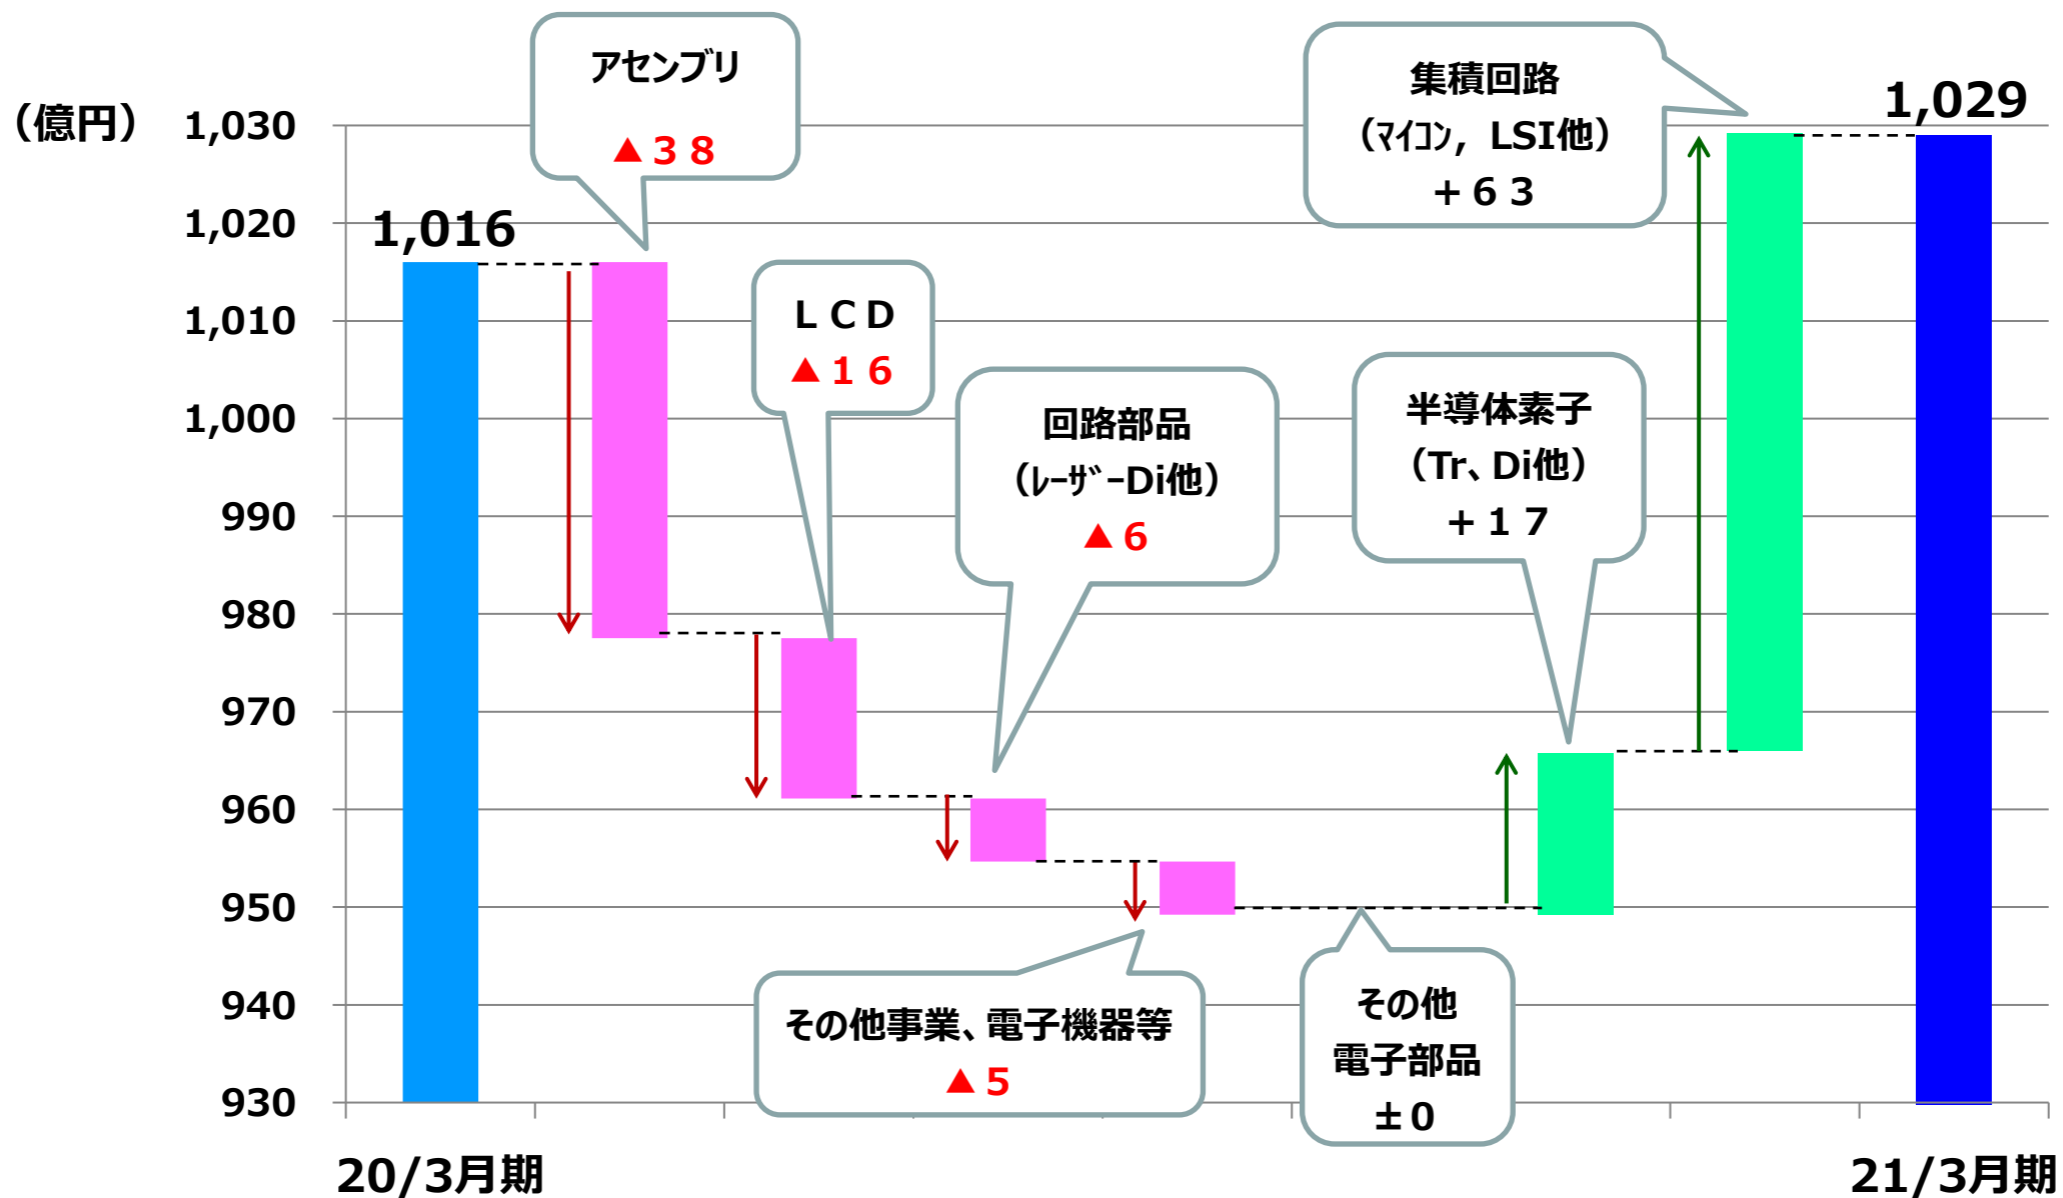 （億円）
1,030
1,020
1,010
1,000
990
980
970
960
950
940
930
1,016
アセンブリ
▲３８
ＬＣＤ
▲１６
回路部品
（ﾚｰｻﾞｰDi他）
▲６
その他事業、電子機器等
▲５
その他
電子部品
±０
半導体素子
（Tr、Di他）
＋１７
集積回路
（ﾏｲｺﾝ，LSI他）
＋６３
1,029
20/3月期
21/3月期